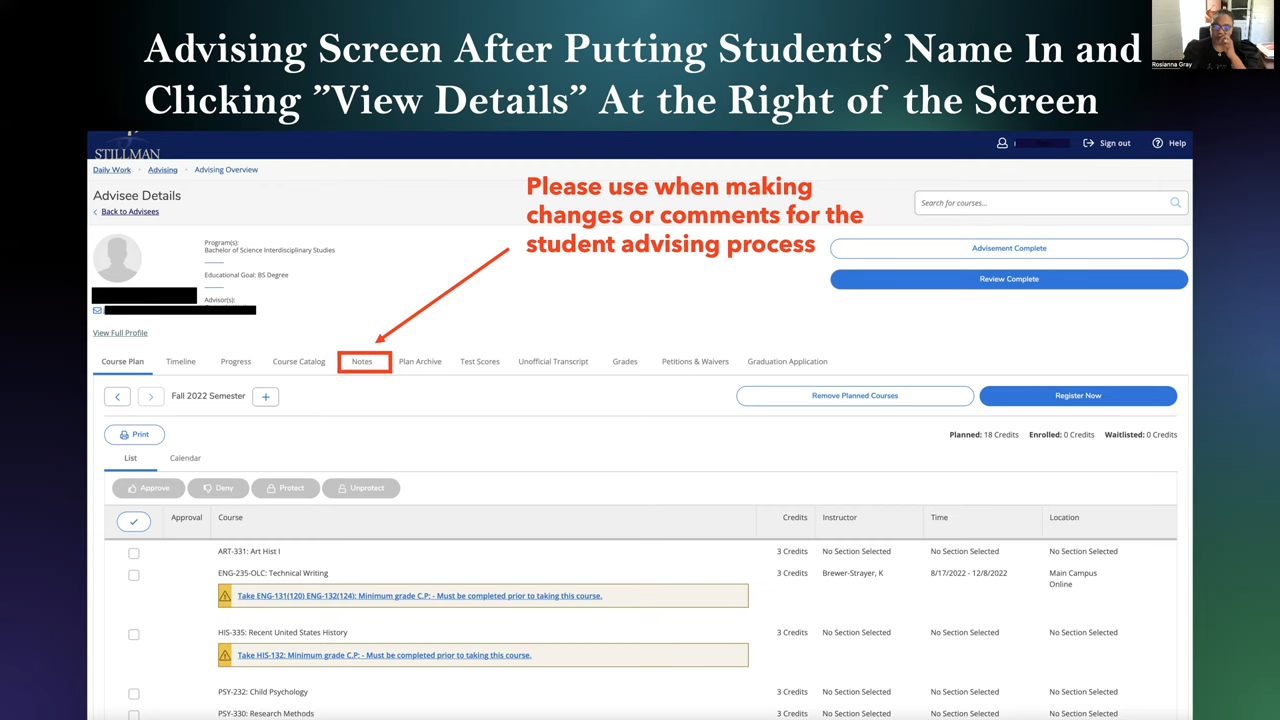 Advising Screen After Putting Students’ Name In and
Clicking ”View Details” At the Right of the Screen
Rosianna Gray
STILLMAN
Sign out
Help
Daily Work · Advising · Advising Overview
Advisee Details
< Back to Advisees
Please use when making
changes or comments for the
student advising process
Search for courses...
Program(s):
Bachelor of Science Interdisciplinary Studies
Educational Goal: BS Degree
Advisor(s):
Advisement Complete
Review Complete
View Full Profile
Course Plan Timeline Progress Course Catalog Notes Plan Archive Test Scores Unofficial Transcript Grades Petitions & Waivers Graduation Application
< > Fall 2022 Semester +
Remove Planned Courses
Register Now
Print
Planned: 18 Credits Enrolled: 0 Credits Waitlisted: 0 Credits
List Calendar
Approve Deny Protect Unprotect
Approval Course Credits Instructor Time Location
ART-331: Art Hist I 3 Credits No Section Selected No Section Selected No Section Selected
ENG-235-OLC: Technical Writing 3 Credits Brewer-Strayer, K 8/17/2022 - 12/8/2022 Main Campus
Online
Take ENG-131(120) ENG-132(124); Minimum grade C,P; - Must be completed prior to taking this course.
HIS-335: Recent United States History 3 Credits No Section Selected No Section Selected No Section Selected
Take HIS-132; Minimum grade C,P; - Must be completed prior to taking this course.
PSY-232: Child Psychology 3 Credits No Section Selected No Section Selected No Section Selected
PSY-330: Research Methods 3 Credits No Section Selected No Section Selected No Section Selected